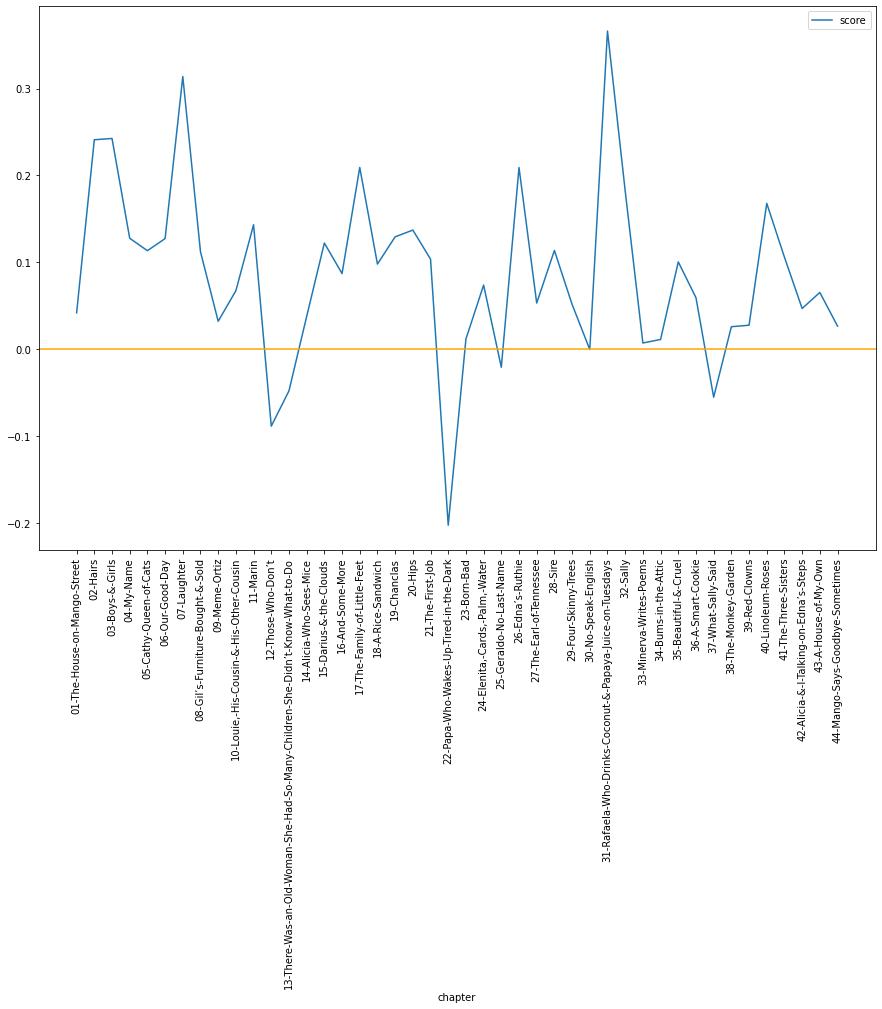 score
0.3
0.2
0.1
0.0
−0.1
−0.2
01-The-House-on-Mango-Street
02-Hairs
03-Boys-&-Girls
04-My-Name
05-Cathy-Queen-of-Cats
06-Our-Good-Day
07-Laughter
08-Gil's-Furniture-Bought-&-Sold
09-Meme-Ortiz
10-Louie,-His-Cousin-&-His-Other-Cousin
11-Marin
12-Those-Who-Don't
13-There-Was-an-Old-Woman-She-Had-So-Many-Children-She-Didn't-Know-What-to-Do
14-Alicia-Who-Sees-Mice
15-Darius-&-the-Clouds
16-And-Some-More
17-The-Family-of-Little-Feet
18-A-Rice-Sandwich
19-Chanclas
20-Hips
21-The-First-Job
22-Papa-Who-Wakes-Up-Tired-in-the-Dark
23-Born-Bad
24-Elenita,-Cards,-Palm,-Water
25-Geraldo-No-Last-Name
26-Edna's-Ruthie
27-The-Earl-of-Tennessee
28-Sire
29-Four-Skinny-Trees
30-No-Speak-English
31-Rafaela-Who-Drinks-Coconut-&-Papaya-Juice-on-Tuesdays
32-Sally
33-Minerva-Writes-Poems
34-Bums-in-the-Attic
35-Beautiful-&-Cruel
36-A-Smart-Cookie
37-What-Sally-Said
38-The-Monkey-Garden
39-Red-Clowns
40-Linoleum-Roses
41-The-Three-Sisters
42-Alicia-&-I-Talking-on-Edna's-Steps
43-A-House-of-My-Own
44-Mango-Says-Goodbye-Sometimes
chapter